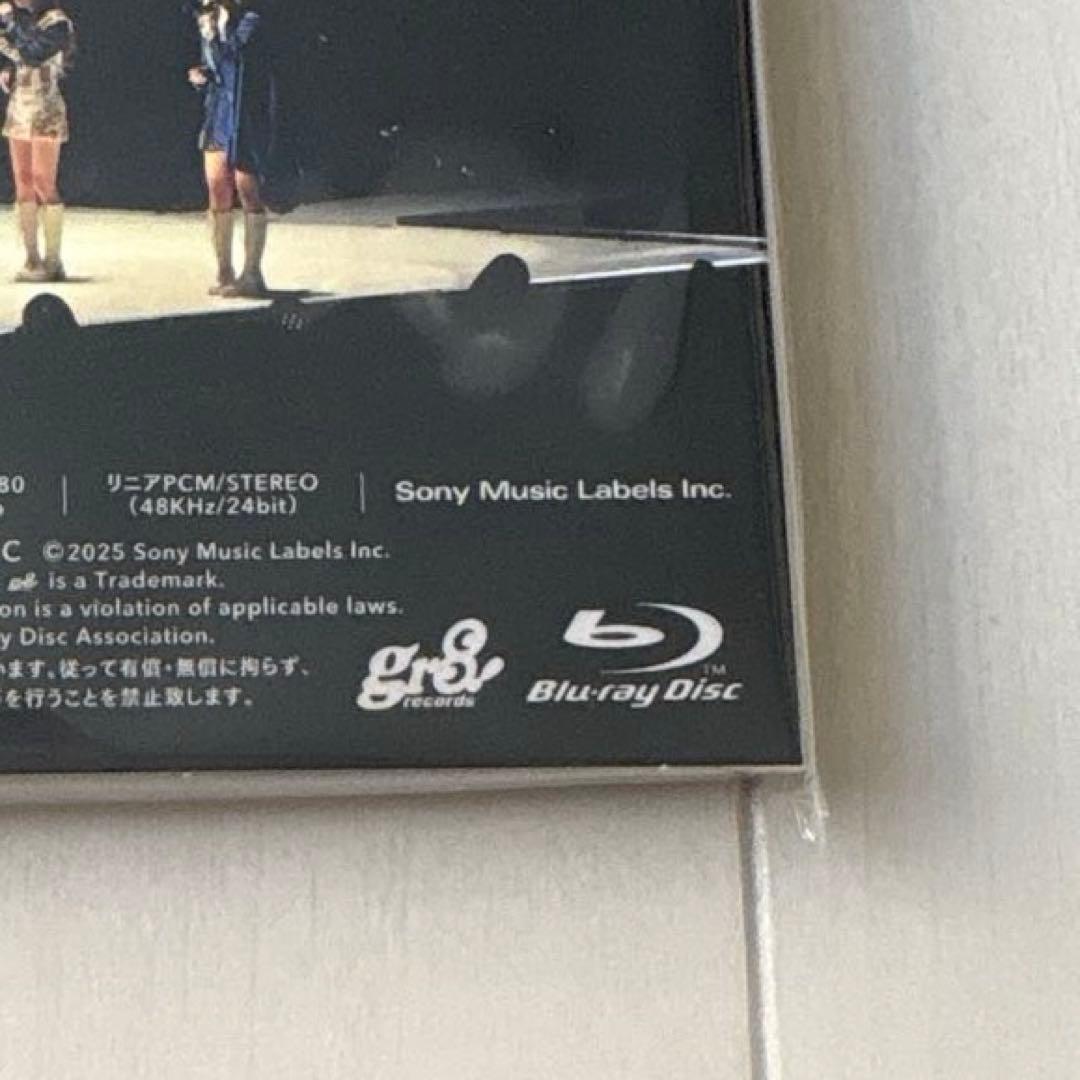 80
リニアPCM/STEREO
(48KHz/24bit)
Sony Music Labels Inc.
C ©2025 Sony Music Labels Inc.
gr8! is a Trademark.
on is a violation of applicable laws.
y Disc Association.
います。従って有償・無償に拘らず、
を行うことを禁止致します。
gr8!
records
Blu-ray Disc
TM